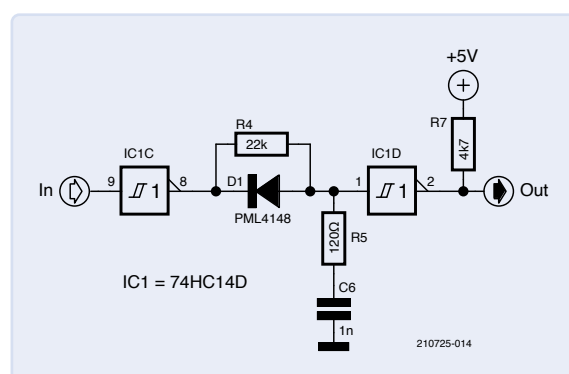 +5V
R4
22k
R7
4k7
IC1C
IC1D
In
9
1
8
D1
1
1
2
Out
PML4148
120Ω
R5
IC1 = 74HC14D
C6
1n
210725-014